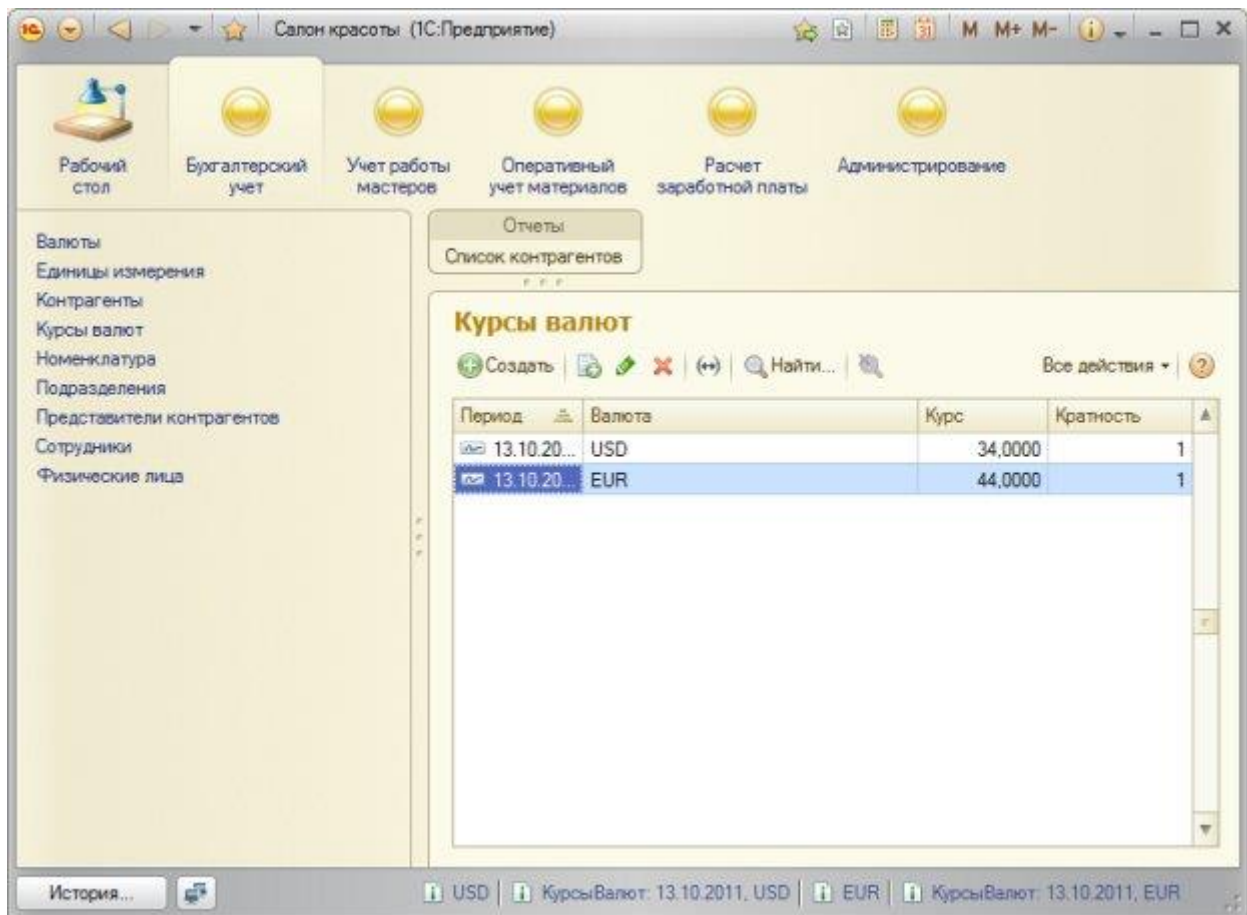 1С Салон красоты (1С:Предприятие) 31 M M+ M-
Рабочий стол
Бухгалтерский учет
Учет работы мастеров
Оперативный учет материалов
Расчет заработной платы
Администрирование
Валюты
Единицы измерения
Контрагенты
Курсы валют
Номенклатура
Подразделения
Представители контрагентов
Сотрудники
Физические лица
Отчеты
Список контрагентов
Курсы валют
Создать Найти... Все действия ?
Период Валюта Курс Кратность
13.10.20... USD 34,0000 1
13.10.20... EUR 44,0000 1
История... USD КурсыВалют: 13.10.2011, USD EUR КурсыВалют: 13.10.2011, EUR